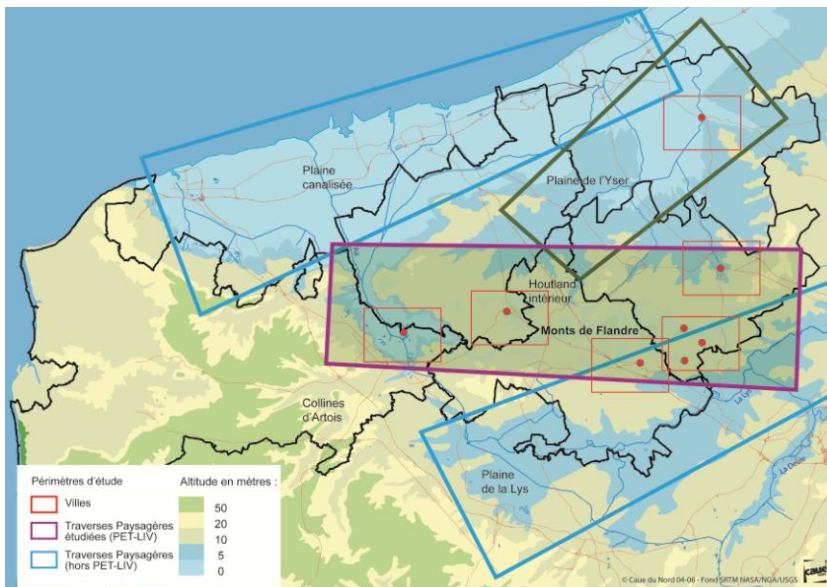 Plaine
canalisée
Plaine de l'Yser
Houtland
intérieur
Monts de Flandre
Collines
d'Artois
La Lys
Plaine
de la Lys
La Deûle
Périmètres d'étude
Villes
Traverses Paysagères
étudiées (PET-LIV)
Traverses Paysagères
(hors PET-LIV)
Altitude en mètres :
50
20
10
5
0
© Caue du Nord 04-06 - Fond SRTM NASA/NGA/USGS
caue